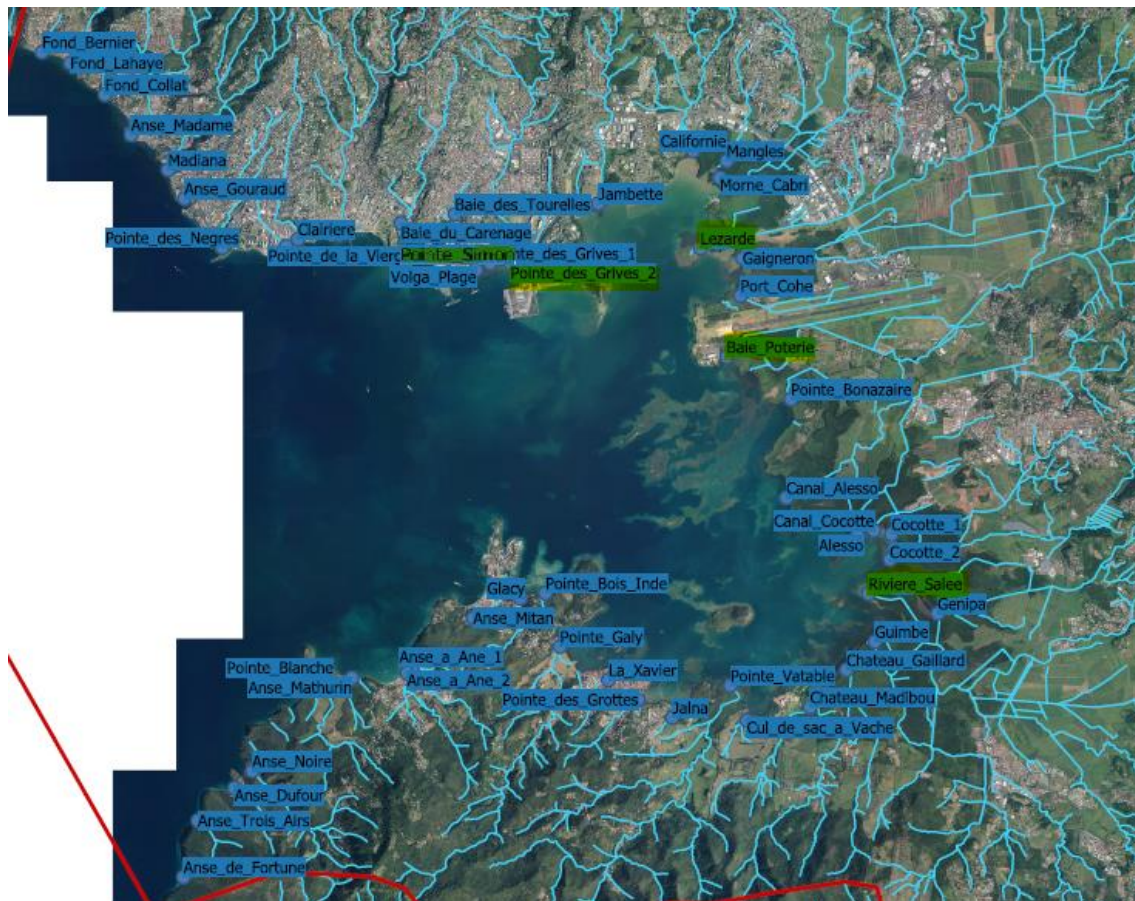 Fond_Bernier
Fond_Lahaye
Fond_Collat
Anse_Madame
Californie
Mangles
Madiana
Morne_Cabri
Anse_Gouraud
Jambette
Baie_des_Tourelles
Clairiere
Baie_du_Carenage
Pointe_des_Negres
Lezarde
Pointe_de_la_Vierg
Pointe_Simon
nte_des_Grives_1
Gaigneron
Volga_Plage
Pointe_des_Grives_2
Port_Cohe
Baie_Poterie
Pointe_Bonazaire
Canal_Alesso
Canal_Cocotte
Cocotte_1
Alesso
Cocotte_2
Glacy
Pointe_Bois_Inde
Riviere_Salee
Genipa
Anse_Mitan
Guimbe
Pointe_Galy
Anse_a_Ane_1
Chateau_Gaillard
Pointe_Blanche
La_Xavier
Pointe_Vatable
Anse_a_Ane_2
Anse_Mathurin
Pointe_des_Grottes
Chateau_Madibou
Jalna
Cul_de_sac_a_Vache
Anse_Noire
Anse_Dufour
Anse_Trois_Airs
Anse_de_Fortune